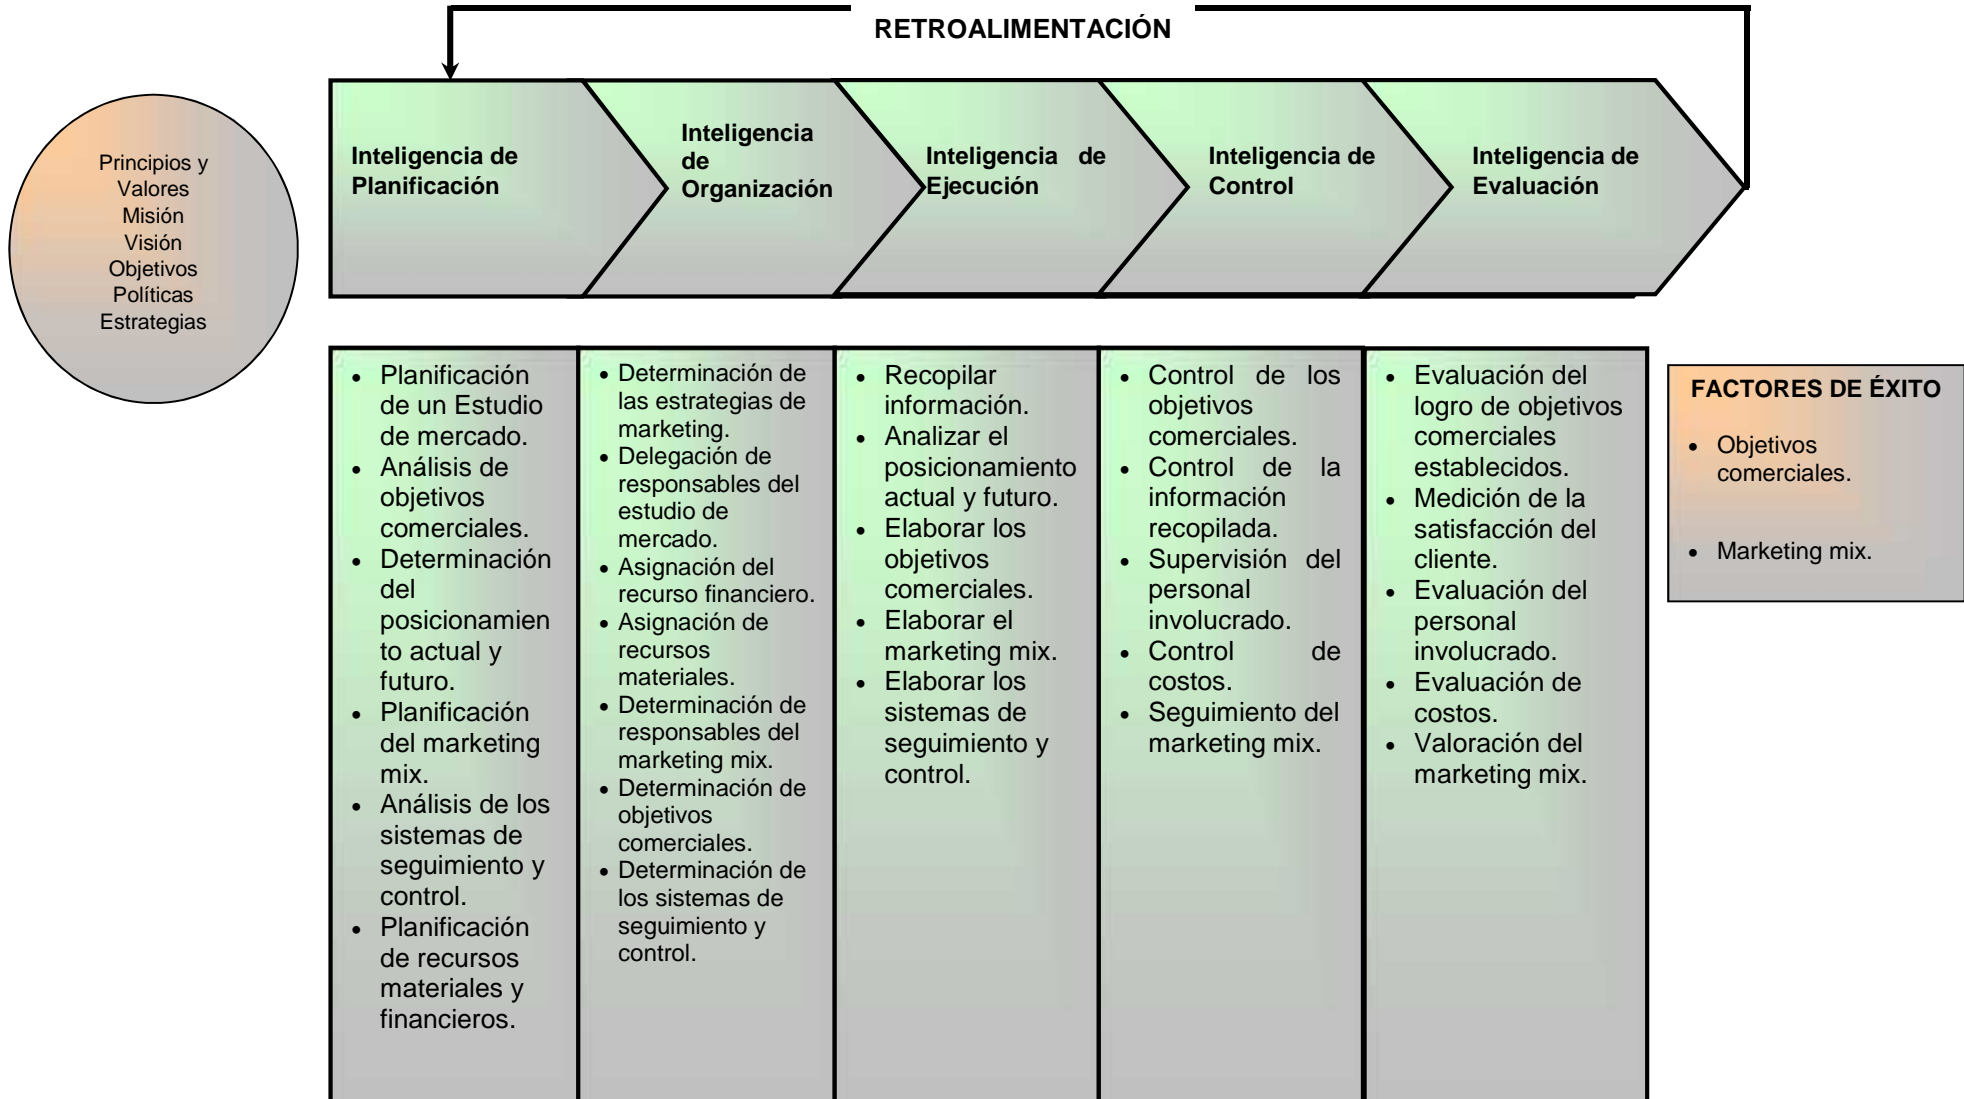 RETROALIMENTACIÓN
Principios y
Valores
Misión
Visión
Objetivos
Políticas
Estrategias
Inteligencia de
Planificación
Inteligencia
de
Organización
Inteligencia de
Ejecución
Inteligencia de
Control
Inteligencia de
Evaluación
• Planificación
de un Estudio
de mercado.
• Análisis de
objetivos
comerciales.
• Determinación
del
posicionamien
to actual y
futuro.
• Planificación
del marketing
mix.
• Análisis de los
sistemas de
seguimiento y
control.
• Planificación
de recursos
materiales y
financieros.
• Determinación de
las estrategias de
marketing.
• Delegación de
responsables del
estudio de
mercado.
• Asignación del
recurso financiero.
• Asignación de
recursos
materiales.
• Determinación de
responsables del
marketing mix.
• Determinación de
objetivos
comerciales.
• Determinación de
los sistemas de
seguimiento y
control.
• Recopilar
información.
• Analizar el
posicionamiento
actual y futuro.
• Elaborar los
objetivos
comerciales.
• Elaborar el
marketing mix.
• Elaborar los
sistemas de
seguimiento y
control.
• Control de los
objetivos
comerciales.
• Control de la
información
recopilada.
• Supervisión del
personal
involucrado.
• Control de
costos.
• Seguimiento del
marketing mix.
• Evaluación del
logro de objetivos
comerciales
establecidos.
• Medición de la
satisfacción del
cliente.
• Evaluación del
personal
involucrado.
• Evaluación de
costos.
• Valoración del
marketing mix.
FACTORES DE ÉXITO
• Objetivos
comerciales.
• Marketing mix.